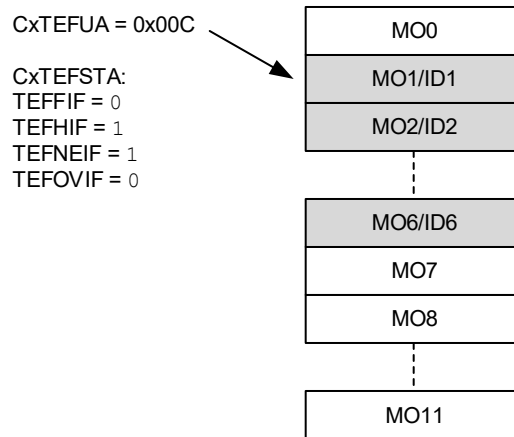 CxTEFUA = 0x00C
CxTEFSTA:
TEFFIF = 0
TEFHIF = 1
TEFNEIF = 1
TEFOVIF = 0
MO0
MO1/ID1
MO2/ID2
MO6/ID6
MO7
MO8
MO11